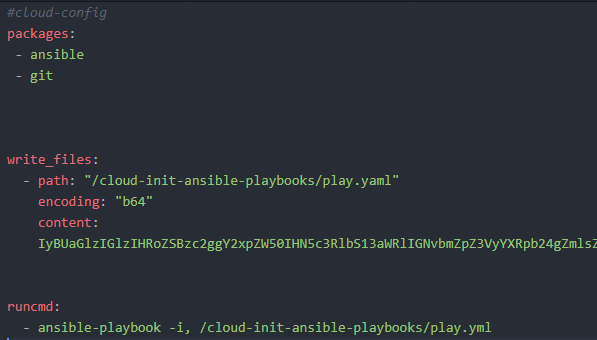 #cloud-config
packages:
- ansible
- git
write_files:
- path: "/cloud-init-ansible-playbooks/play.yaml"
encoding: "b64"
content:
IyBUaGlzIGlzIHRoZSBzc2ggY2xpZW50IHN5c3RlbS13aWRlIGNvbmZpZ3VyYXRpb24gZmlsZ
runcmd:
- ansible-playbook -i, /cloud-init-ansible-playbooks/play.yml